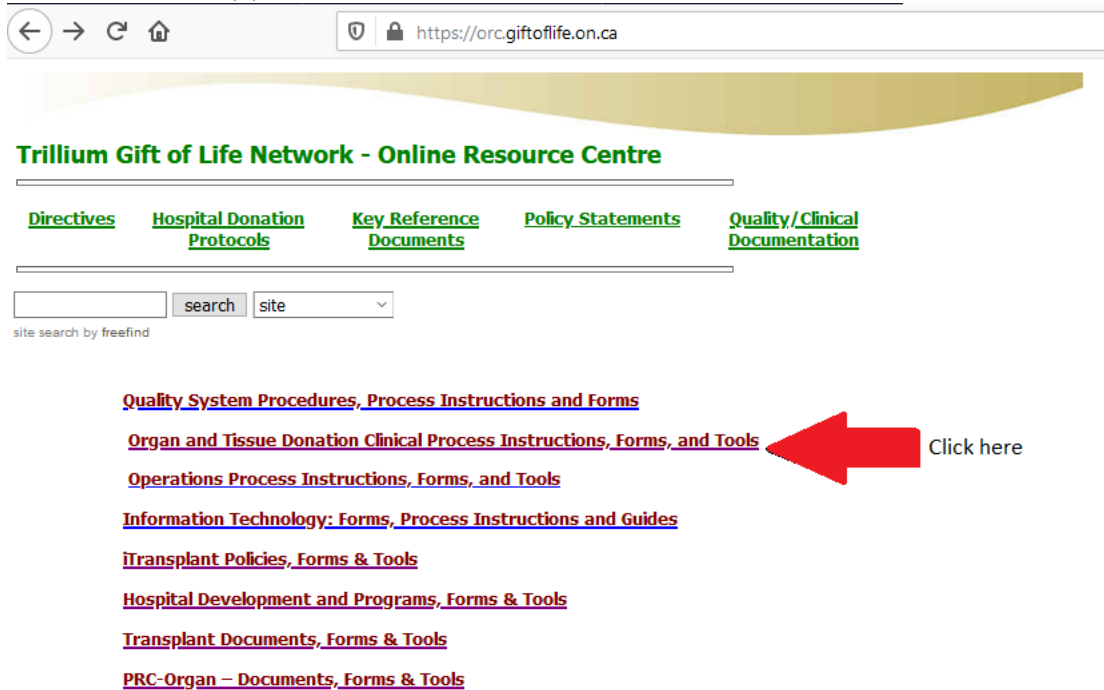 https://orc.giftoflife.on.ca
Trillium Gift of Life Network - Online Resource Centre
Directives Hospital Donation Protocols Key Reference Documents Policy Statements Quality/Clinical Documentation
search site
site search by freefind
Quality System Procedures, Process Instructions and Forms
Organ and Tissue Donation Clinical Process Instructions, Forms, and Tools Click here
Operations Process Instructions, Forms, and Tools
Information Technology: Forms, Process Instructions and Guides
iTransplant Policies, Forms & Tools
Hospital Development and Programs, Forms & Tools
Transplant Documents, Forms & Tools
PRC-Organ – Documents, Forms & Tools